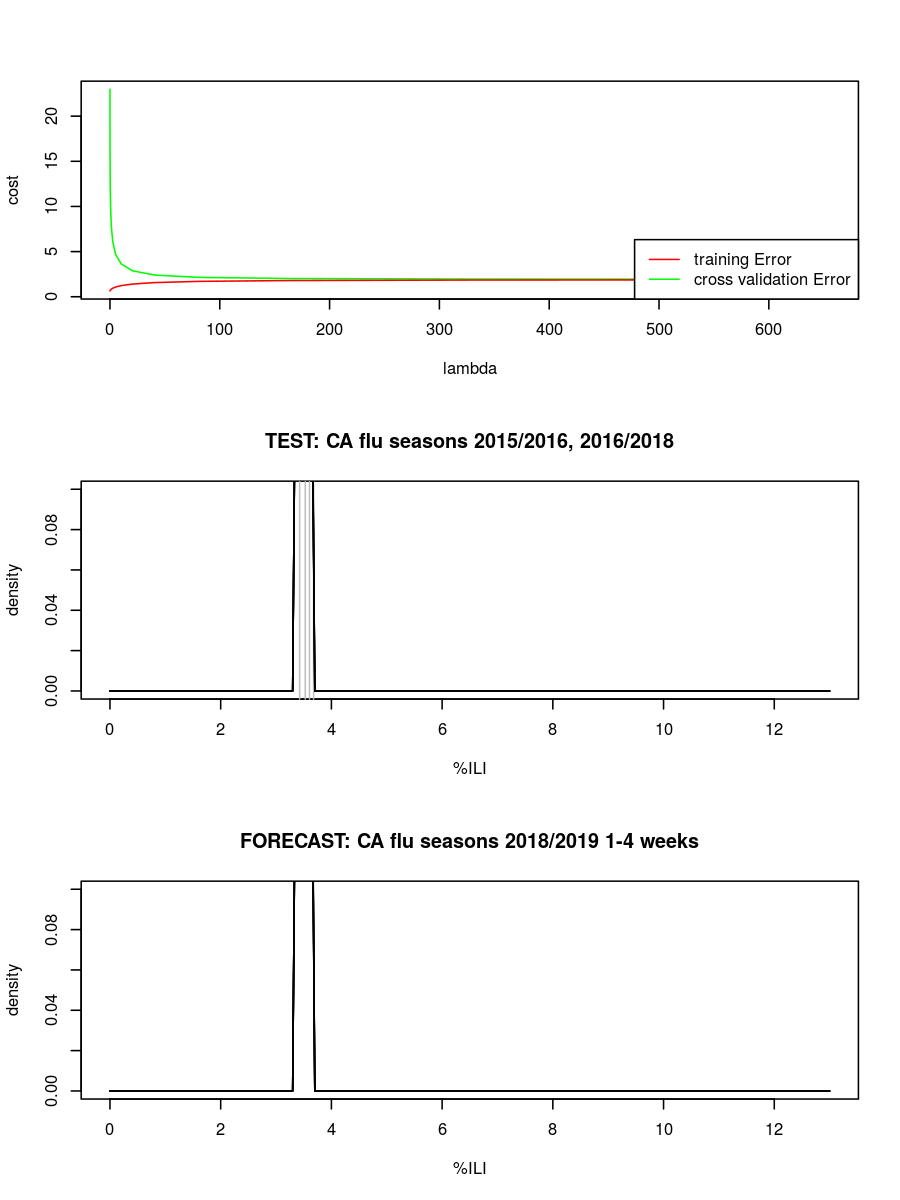 cost
20
15
10
5
0
training Error
cross validation Error
0 100 200 300 400 500 600
lambda
TEST: CA flu seasons 2015/2016, 2016/2018
density
0.08
0.04
0.00
0 2 4 6 8 10 12
%ILI
FORECAST: CA flu seasons 2018/2019 1-4 weeks
density
0.08
0.04
0.00
0 2 4 6 8 10 12
%ILI